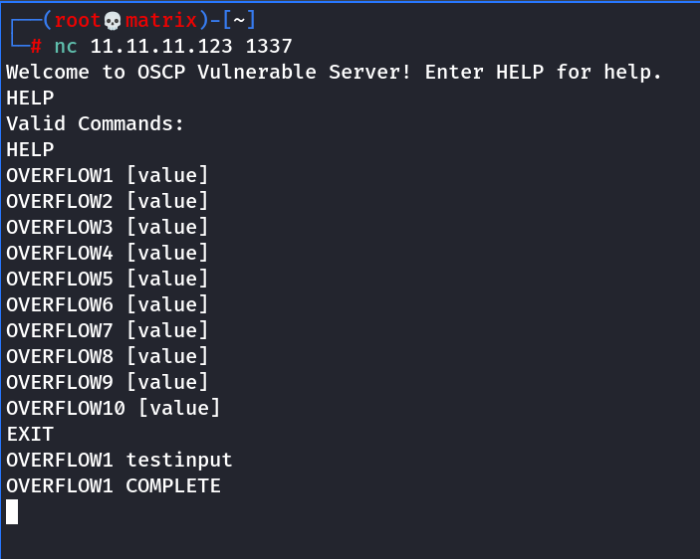 ┌──(root💀matrix)-[~]
└─# nc 11.11.11.123 1337
Welcome to OSCP Vulnerable Server! Enter HELP for help.
HELP
Valid Commands:
HELP
OVERFLOW1 [value]
OVERFLOW2 [value]
OVERFLOW3 [value]
OVERFLOW4 [value]
OVERFLOW5 [value]
OVERFLOW6 [value]
OVERFLOW7 [value]
OVERFLOW8 [value]
OVERFLOW9 [value]
OVERFLOW10 [value]
EXIT
OVERFLOW1 testinput
OVERFLOW1 COMPLETE